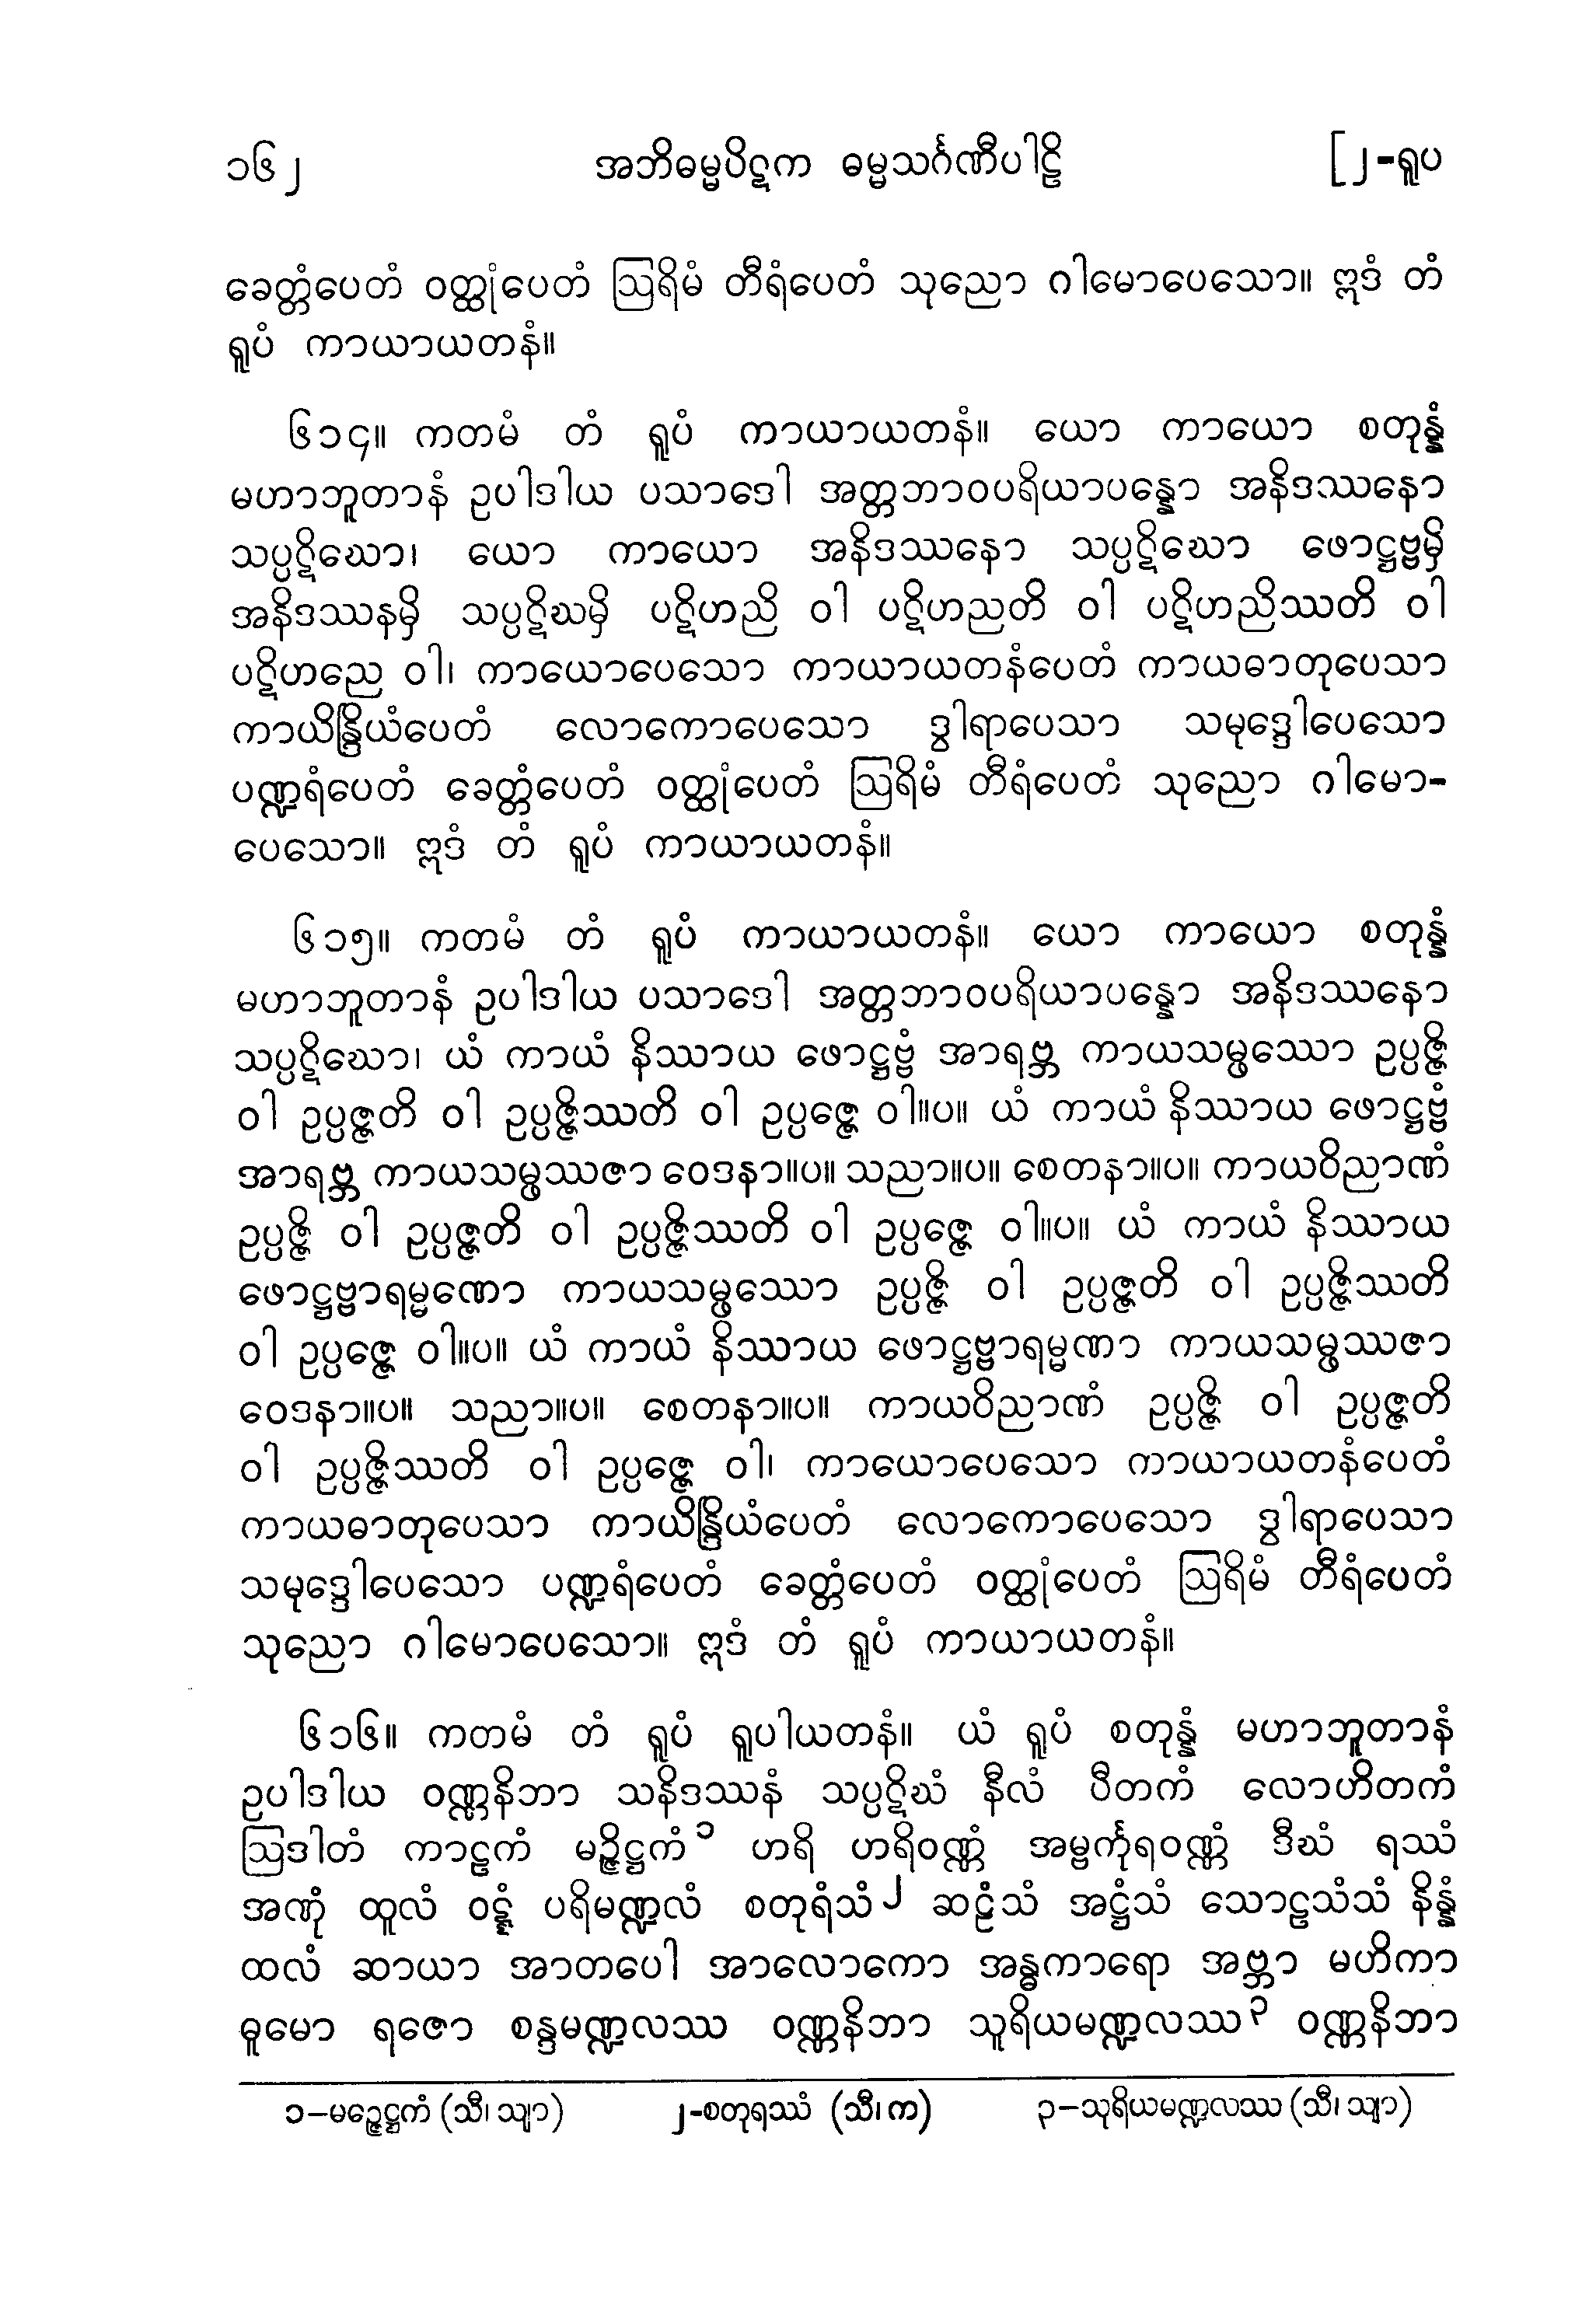 ၁၆၂ အဘိဓမ္မပိဋက ဓမ္မသင်္ဂဏီပါဠိ [၂-ရူပ
ခေတ္တံပေတံ ဝတ္ထုံပေတံ ဩရိမံ တီရံပေတံ သုညော ဂါမောပေသော။ ဣဒံ တံ
ရူပံ ကာယာယတနံ။
၆၁၄။ ကတမံ တံ ရူပံ ကာယာယတနံ။ ယော ကာယော စတုန္နံ
မဟာဘူတာနံ ဥပါဒါယ ပသာဒေါ အတ္တဘာဝပရိယာပန္နော အနိဒဿနော
သပ္ပဋိဃော၊ ယော ကာယော အနိဒဿနော သပ္ပဋိဃော ဖောဋ္ဌဗ္ဗမှိ
အနိဒဿနမှိ သပ္ပဋိဃမှိ ပဋိဟညိ ဝါ ပဋိဟညတိ ဝါ ပဋိဟညိဿတိ ဝါ
ပဋိဟညေ ဝါ၊ ကာယောပေသော ကာယာယတနံပေတံ ကာယဓာတုပေသာ
ကာယိန္ဒြိယံပေတံ လောကောပေသော ဒွါရာပေသာ သမုဒ္ဒေါပေသော
ပဏ္ဍရံပေတံ ခေတ္တံပေတံ ဝတ္ထုံပေတံ ဩရိမံ တီရံပေတံ သုညော ဂါမော-
ပေသော။ ဣဒံ တံ ရူပံ ကာယာယတနံ။
၆၁၅။ ကတမံ တံ ရူပံ ကာယာယတနံ။ ယော ကာယော စတုန္နံ
မဟာဘူတာနံ ဥပါဒါယ ပသာဒေါ အတ္တဘာဝပရိယာပန္နော အနိဒဿနော
သပ္ပဋိဃော၊ ယံ ကာယံ နိဿာယ ဖောဋ္ဌဗ္ဗံ အာရဗ္ဘ ကာယသမ္ဖဿော ဥပ္ပဇ္ဇိ
ဝါ ဥပ္ပဇ္ဇတိ ဝါ ဥပ္ပဇ္ဇိဿတိ ဝါ ဥပ္ပဇ္ဇေ ဝါ။ပ။ ယံ ကာယံ နိဿာယ ဖောဋ္ဌဗ္ဗံ
အာရဗ္ဘ ကာယသမ္ဖဿဇာ ဝေဒနာ။ပ။ သညာ။ပ။ စေတနာ။ပ။ ကာယဝိညာဏံ
ဥပ္ပဇ္ဇိ ဝါ ဥပ္ပဇ္ဇတိ ဝါ ဥပ္ပဇ္ဇိဿတိ ဝါ ဥပ္ပဇ္ဇေ ဝါ။ပ။ ယံ ကာယံ နိဿာယ
ဖောဋ္ဌဗ္ဗာရမ္မဏော ကာယသမ္ဖဿော ဥပ္ပဇ္ဇိ ဝါ ဥပ္ပဇ္ဇတိ ဝါ ဥပ္ပဇ္ဇိဿတိ
ဝါ ဥပ္ပဇ္ဇေ ဝါ။ပ။ ယံ ကာယံ နိဿာယ ဖောဋ္ဌဗ္ဗာရမ္မဏာ ကာယသမ္ဖဿဇာ
ဝေဒနာ။ပ။ သညာ။ပ။ စေတနာ။ပ။ ကာယဝိညာဏံ ဥပ္ပဇ္ဇိ ဝါ ဥပ္ပဇ္ဇတိ
ဝါ ဥပ္ပဇ္ဇိဿတိ ဝါ ဥပ္ပဇ္ဇေ ဝါ၊ ကာယောပေသော ကာယာယတနံပေတံ
ကာယဓာတုပေသာ ကာယိန္ဒြိယံပေတံ လောကောပေသော ဒွါရာပေသာ
သမုဒ္ဒေါပေသော ပဏ္ဍရံပေတံ ခေတ္တံပေတံ ဝတ္ထုံပေတံ ဩရိမံ တီရံပေတံ
သုညော ဂါမောပေသော။ ဣဒံ တံ ရူပံ ကာယာယတနံ။
၆၁၆။ ကတမံ တံ ရူပံ ရူပါယတနံ။ ယံ ရူပံ စတုန္နံ မဟာဘူတာနံ
ဥပါဒါယ ဝဏ္ဏနိဘာ သနိဒဿနံ သပ္ပဋိဃံ နီလံ ပီတကံ လောဟိတကံ
ဩဒါတံ ကာဠကံ မဉ္ဇိဋ္ဌကံ၁ ဟရိ ဟရိဝဏ္ဏံ အမ္ဗင်္ကုရဝဏ္ဏံ ဒီဃံ ရဿံ
အဏုံ ထူလံ ဝဋ္ဋံ ပရိမဏ္ဍလံ စတုရံသံ၂ ဆဠံသံ အဋ္ဌံသံ သောဠသံသံ နိန္နံ
ထလံ ဆာယာ အာတပေါ အာလောကော အန္ဓကာရော အဗ္ဘာ မဟိကာ
ဓူမော ရဇော စန္ဒမဏ္ဍလဿ ဝဏ္ဏနိဘာ သူရိယမဏ္ဍလဿ၃ ဝဏ္ဏနိဘာ
၁–မဉ္ဇေဋ္ဌကံ (သီ၊ သျာ) ၂-စတုရဿံ (သီ၊ က) ၃–သုရိယမဏ္ဍလဿ (သီ၊ သျာ)